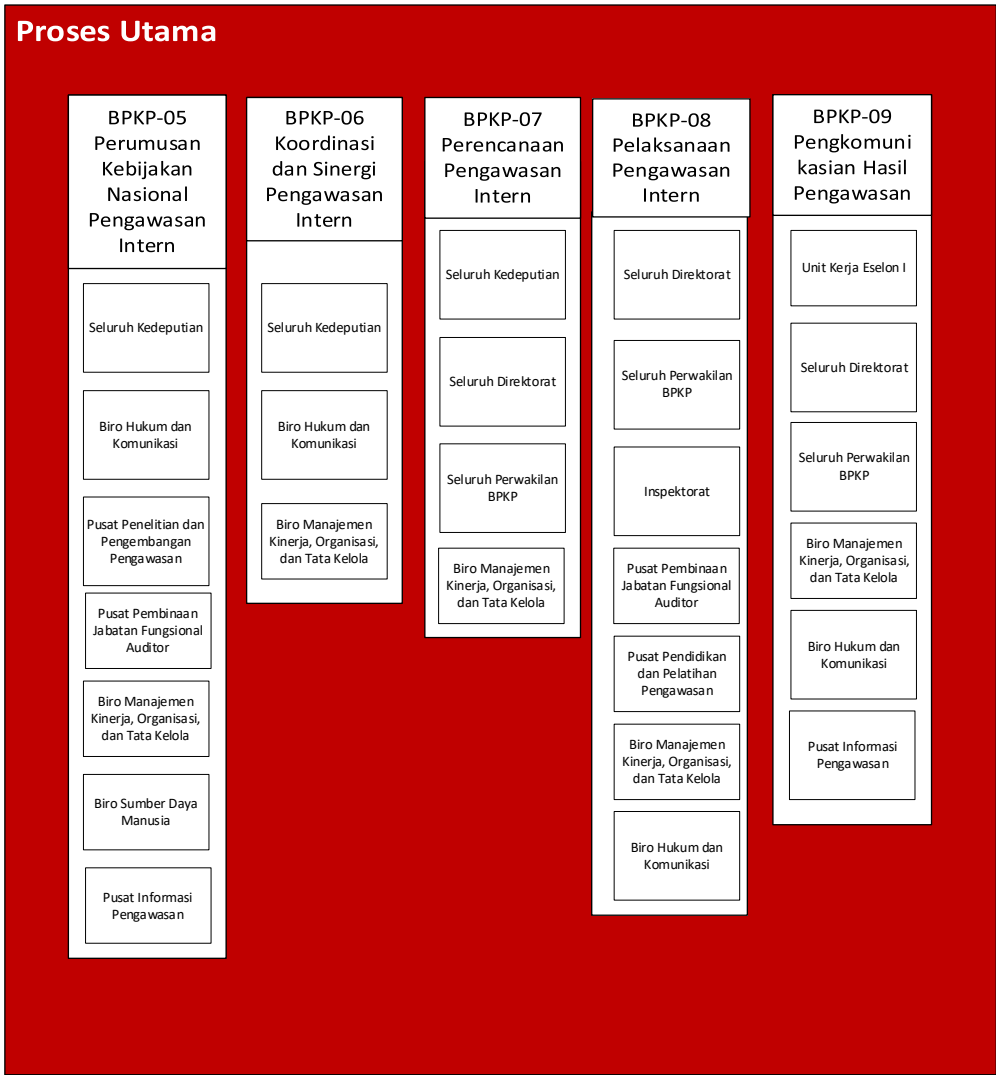 Proses Utama
BPKP-05
Perumusan
Kebijakan
Nasional
Pengawasan
Intern
Seluruh Kedeputian
Biro Hukum dan
Komunikasi
Pusat Penelitian dan
Pengembangan
Pengawasan
Pusat Pembinaan
Jabatan Fungsional
Auditor
Biro Manajemen
Kinerja, Organisasi,
dan Tata Kelola
Biro Sumber Daya
Manusia
Pusat Informasi
Pengawasan
BPKP-06
Koordinasi
dan Sinergi
Pengawasan
Intern
Seluruh Kedeputian
Biro Hukum dan
Komunikasi
Biro Manajemen
Kinerja, Organisasi,
dan Tata Kelola
BPKP-07
Perencanaan
Pengawasan
Intern
Seluruh Kedeputian
Seluruh Direktorat
Seluruh Perwakilan
BPKP
Biro Manajemen
Kinerja, Organisasi,
dan Tata Kelola
BPKP-08
Pelaksanaan
Pengawasan
Intern
Seluruh Direktorat
Seluruh Perwakilan
BPKP
Inspektorat
Pusat Pembinaan
Jabatan Fungsional
Auditor
Pusat Pendidikan
dan Pelatihan
Pengawasan
Biro Manajemen
Kinerja, Organisasi,
dan Tata Kelola
Biro Hukum dan
Komunikasi
BPKP-09
Pengkomuni
kasian Hasil
Pengawasan
Unit Kerja Eselon I
Seluruh Direktorat
Seluruh Perwakilan
BPKP
Biro Manajemen
Kinerja, Organisasi,
dan Tata Kelola
Biro Hukum dan
Komunikasi
Pusat Informasi
Pengawasan